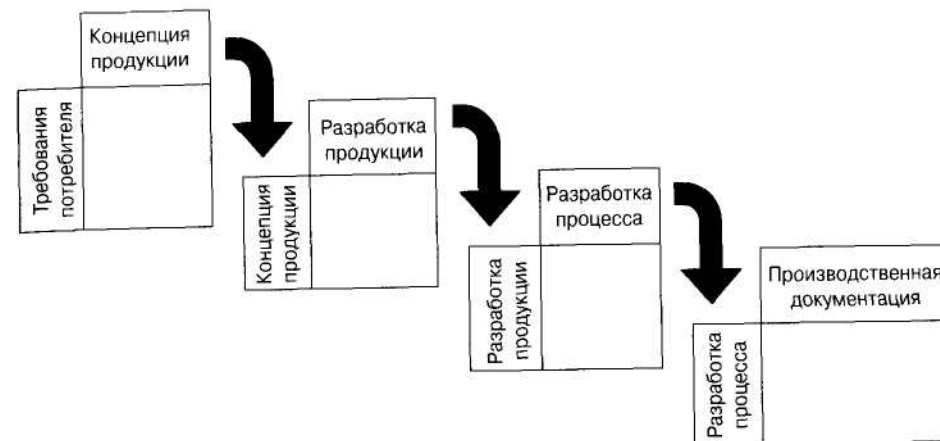 Концепция
продукции
Требования
потребителя
Разработка
продукции
Концепция
продукции
Разработка
процесса
Разработка
продукции
Производственная
документация
Разработка
процесса